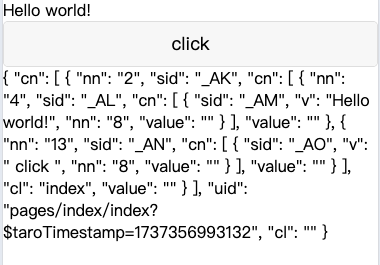 Hello world!
click
{ "cn": [ { "nn": "2", "sid": "_AK", "cn": [ { "nn":
"4", "sid": "_AL", "cn": [ { "sid": "_AM", "v": "Hello
world!", "nn": "8", "value": "" } ], "value": "" }, {
"nn": "13", "sid": "_AN", "cn": [ { "sid": "_AO", "v":
" click ", "nn": "8", "value": "" } ], "value": "" } ],
"cl": "index", "value": "" } ], "uid":
"pages/index/index?
$taroTimestamp=1737356993132", "cl": "" }